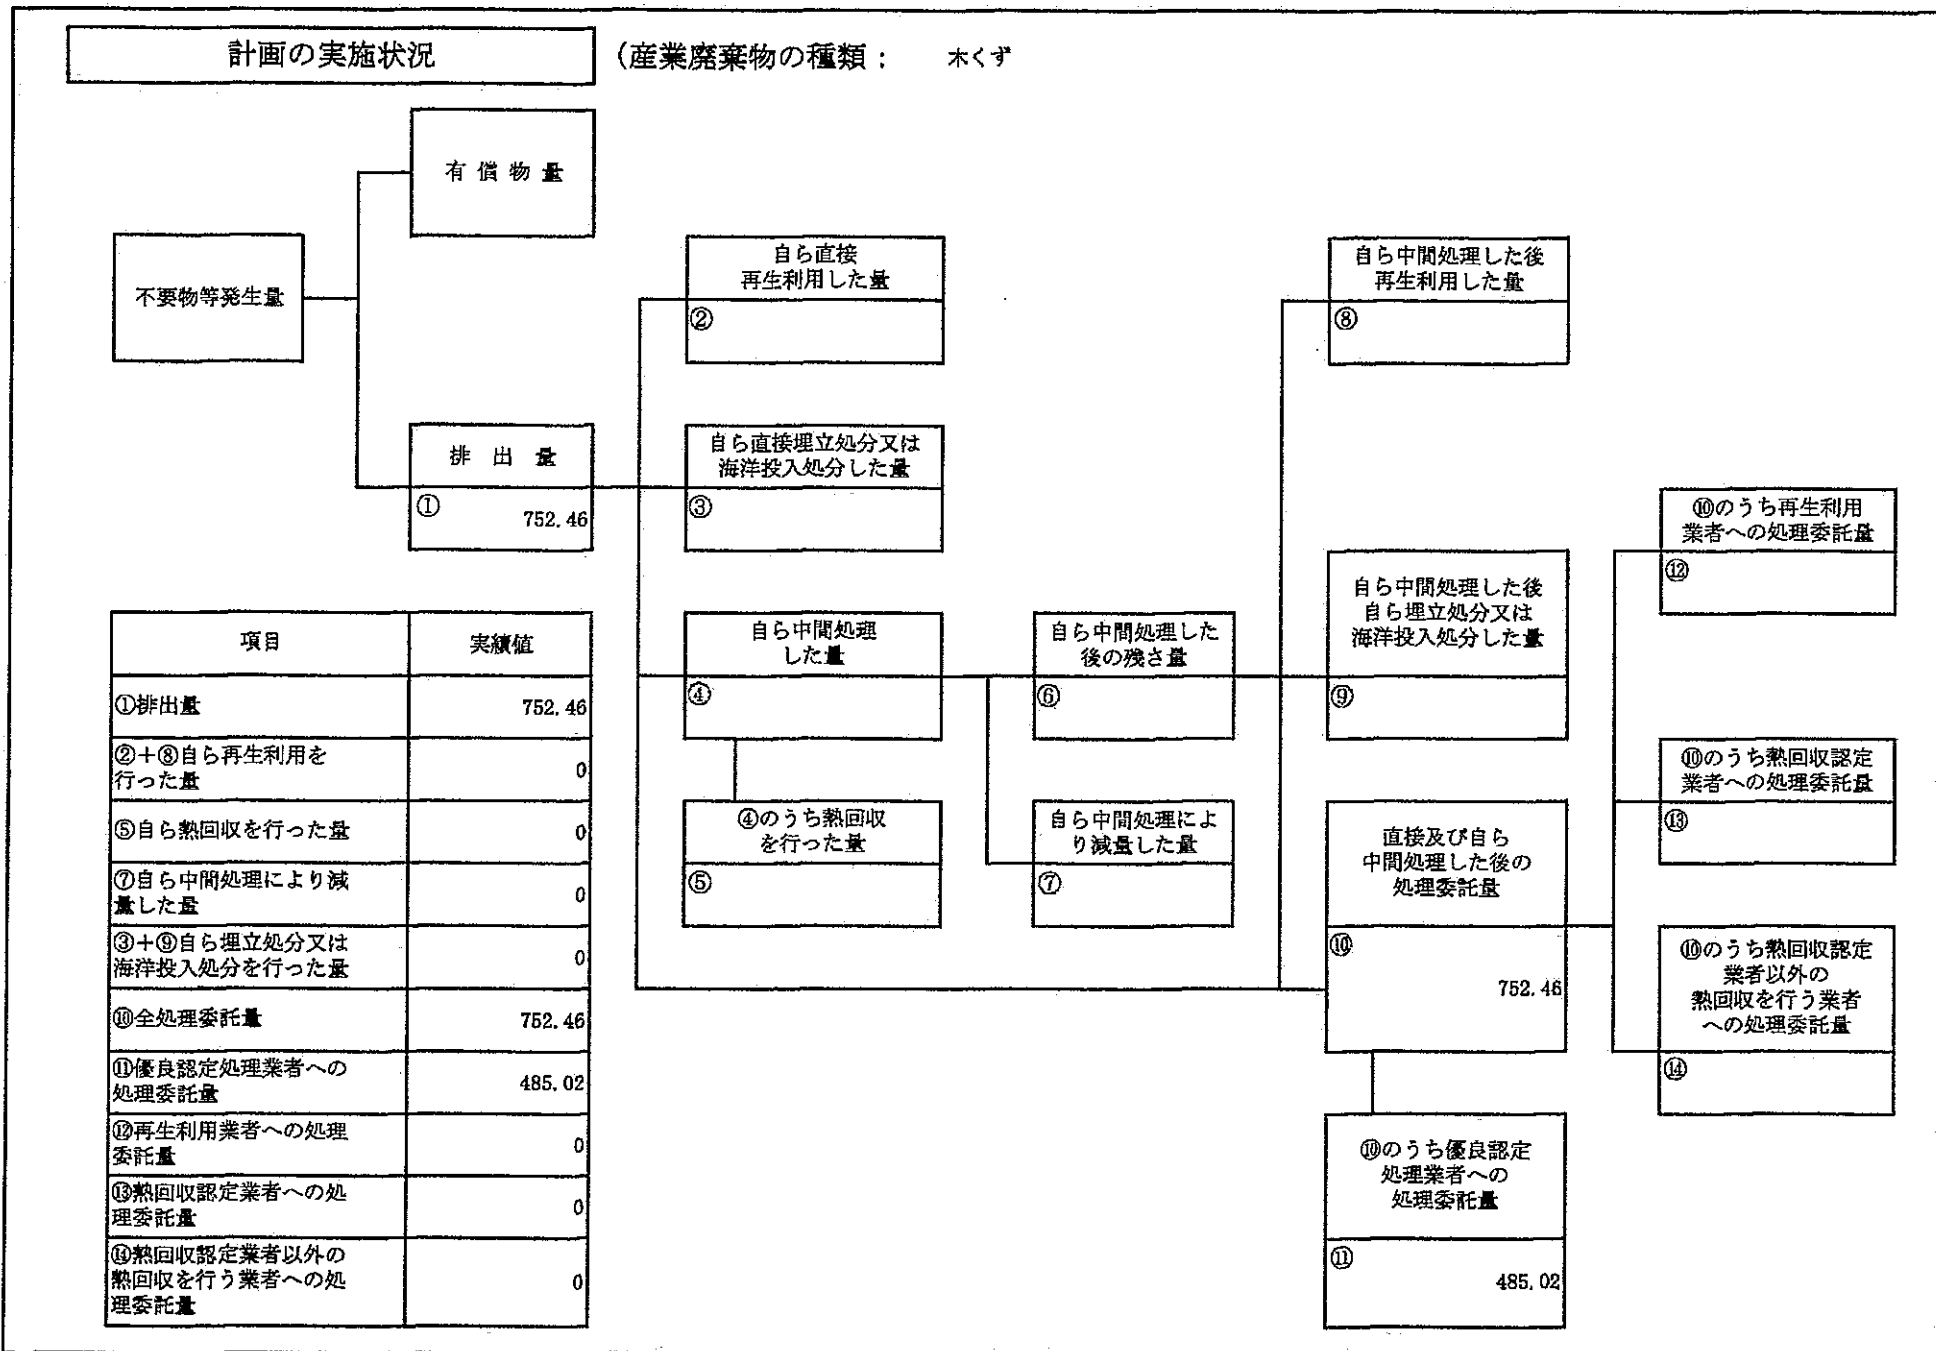 計画の実施状況
(産業廃棄物の種類： 木くず
有償物量
不要物等発生量
排出量
①
752.46
自ら直接
再生利用した量
②
自ら直接埋立処分又は
海洋投入処分した量
③
自ら中間処理
した量
④
④のうち熱回収
を行った量
⑤
自ら中間処理した
後の残さ量
⑥
自ら中間処理によ
り減量した量
⑦
自ら中間処理した後
再生利用した量
⑧
自ら中間処理した後
自ら埋立処分又は
海洋投入処分した量
⑨
直接及び自ら
中間処理した後の
処理委託量
⑩
752.46
⑩のうち優良認定
処理業者への
処理委託量
⑪
485.02
⑩のうち再生利用
業者への処理委託量
⑫
⑩のうち熱回収認定
業者への処理委託量
⑬
⑩のうち熱回収認定
業者以外の
熱回収を行う業者
への処理委託量
⑭
項目 実績値
①排出量 752.46
②+⑧自ら再生利用を
行った量 0
⑤自ら熱回収を行った量 0
⑦自ら中間処理により減
量した量 0
③+⑨自ら埋立処分又は
海洋投入処分を行った量 0
⑩全処理委託量 752.46
⑪優良認定処理業者への
処理委託量 485.02
⑫再生利用業者への処理
委託量 0
⑬熱回収認定業者への処
理委託量 0
⑭熱回収認定業者以外の
熱回収を行う業者への処
理委託量 0